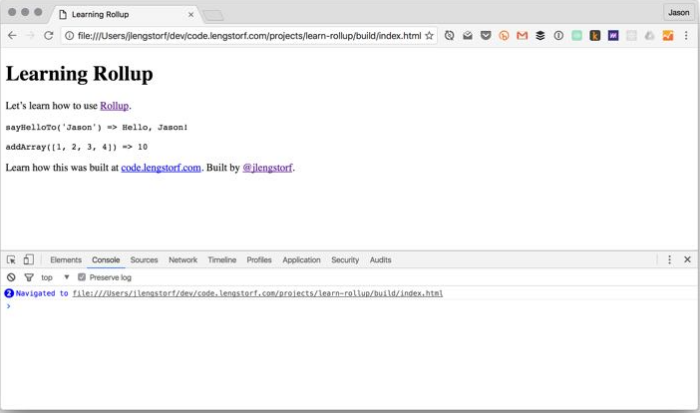 Learning Rollup
Jason
file:///Users/jlengstorf/dev/code.lengstorf.com/projects/learn-rollup/build/index.html
Learning Rollup
Let's learn how to use Rollup.
sayHelloTo('Jason') => Hello, Jason!
addArray([1, 2, 3, 4]) => 10
Learn how this was built at code.lengstorf.com. Built by @jlengstorf.
Elements Console Sources Network Timeline Profiles Application Security Audits
top Preserve log
2 Navigated to file:///Users/jlengstorf/dev/code.lengstorf.com/projects/learn-rollup/build/index.html